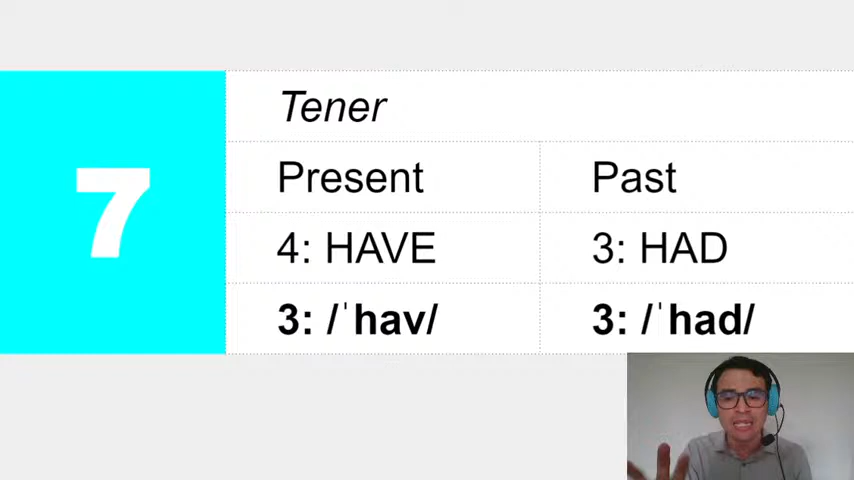 7
Tener
Present
Past
4: HAVE
3: HAD
3: /ˈhav/
3: /ˈhad/